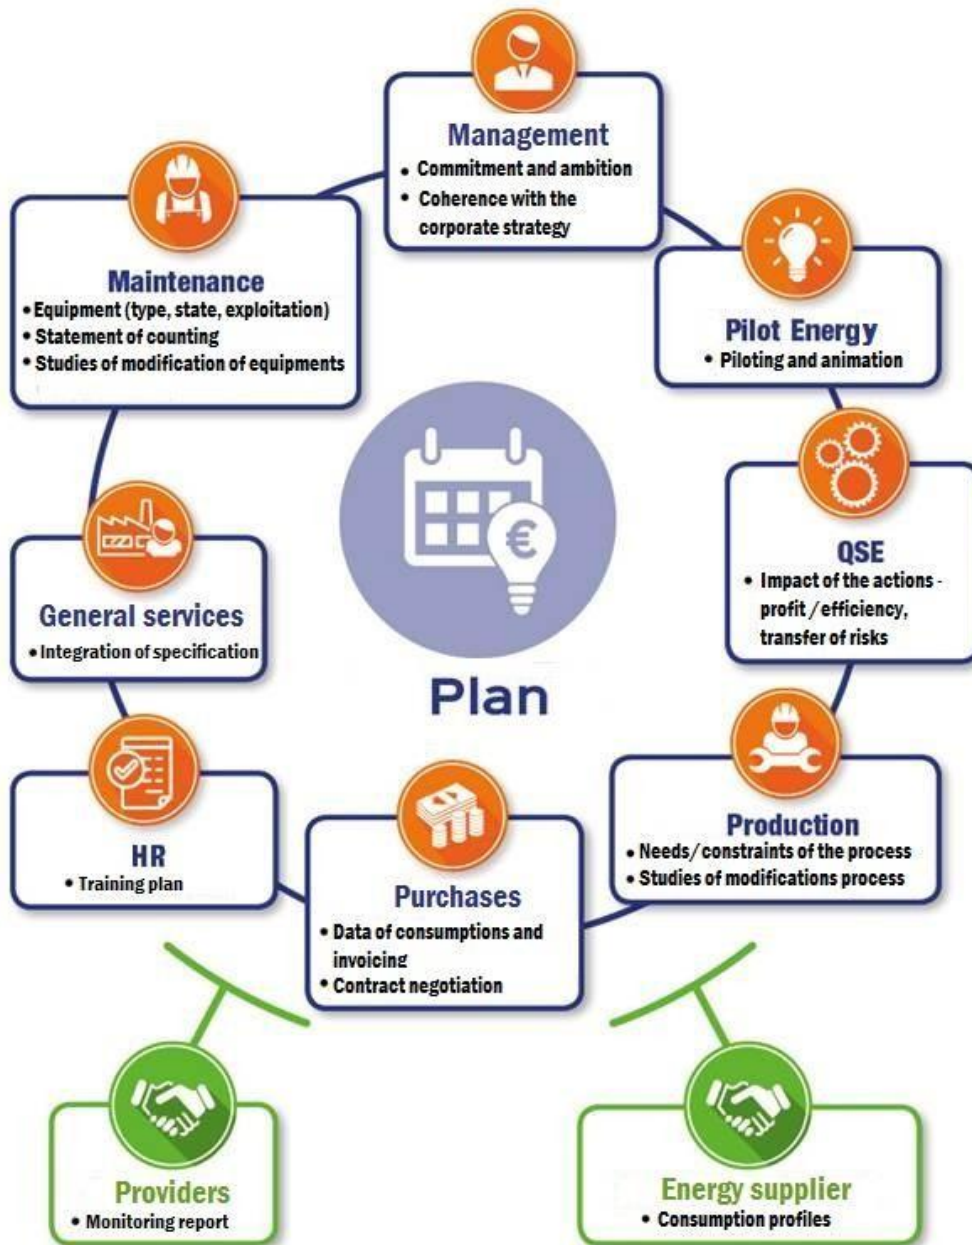 Management
• Commitment and ambition
• Coherence with the
corporate strategy
Maintenance
• Equipment (type, state, exploitation)
• Statement of counting
• Studies of modification of equipments
Pilot Energy
• Piloting and animation
€
Plan
QSE
• Impact of the actions -
profit / efficiency,
transfer of risks
General services
• Integration of specification
Production
• Needs/constraints of the process
• Studies of modifications process
HR
• Training plan
Purchases
• Data of consumptions and
invoicing
• Contract negotiation
Providers
• Monitoring report
Energy supplier
• Consumption profiles